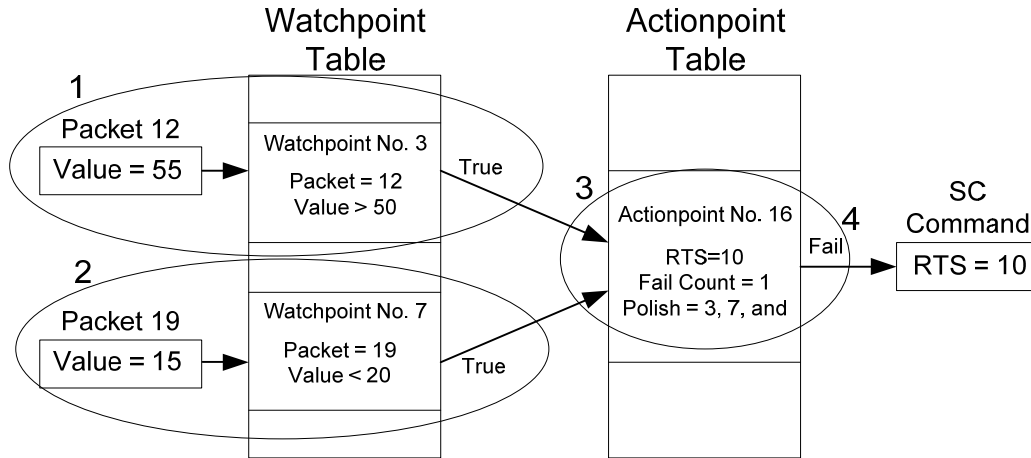 Watchpoint
Table
Actionpoint
Table
1
Packet 12
Value = 55
Watchpoint No. 3
Packet = 12
Value > 50
True
2
Packet 19
Value = 15
Watchpoint No. 7
Packet = 19
Value < 20
True
3
Actionpoint No. 16
RTS=10
Fail Count = 1
Polish = 3, 7, and
4
Fail
SC
Command
RTS = 10